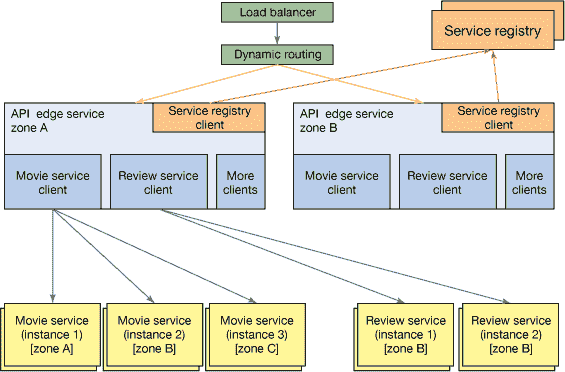 Load balancer
Service registry
Dynamic routing
API edge service
zone A
Service registry
client
API edge service
zone B
Service registry
client
Movie service
client
Review service
client
More
clients
Movie service
client
Review service
client
More
clients
Movie service
(instance 1)
[zone A]
Movie service
(instance 2)
[zone B]
Movie service
(instance 3)
[zone C]
Review service
(instance 1)
[zone B]
Review service
(instance 2)
[zone B]